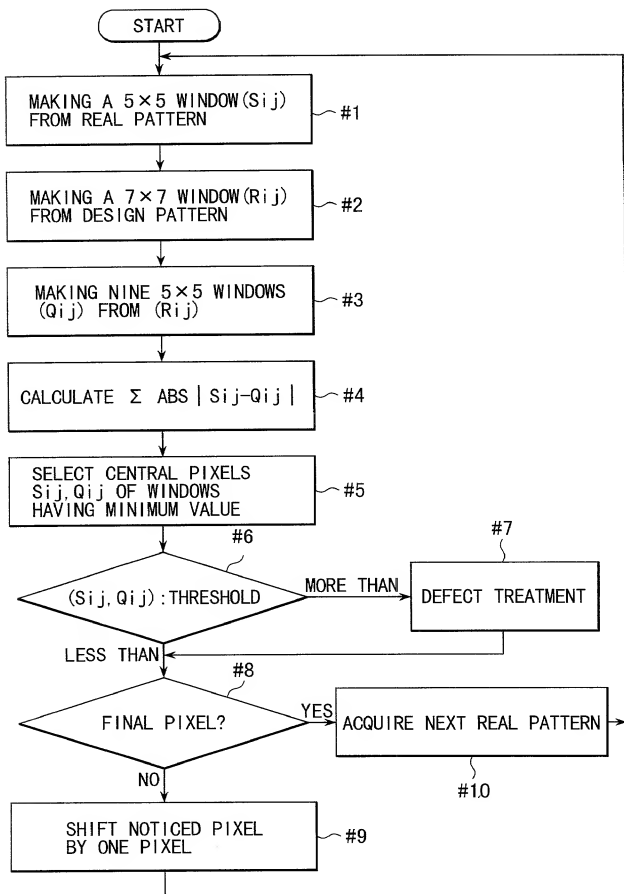 START
MAKING A 5×5 WINDOW(Sij)
FROM REAL PATTERN
#1
MAKING A 7×7 WINDOW(Rij)
FROM DESIGN PATTERN
#2
MAKING NINE 5×5 WINDOWS
(Qij) FROM (Rij)
#3
CALCULATE Σ ABS|Sij-Qij|
#4
SELECT CENTRAL PIXELS
Sij,Qij OF WINDOWS
HAVING MINIMUM VALUE
#5
#6
(Sij,Qij):THRESHOLD
MORE THAN
#7
DEFECT TREATMENT
LESS THAN
#8
FINAL PIXEL?
YES
ACQUIRE NEXT REAL PATTERN
#10
NO
SHIFT NOTICED PIXEL
BY ONE PIXEL
#9